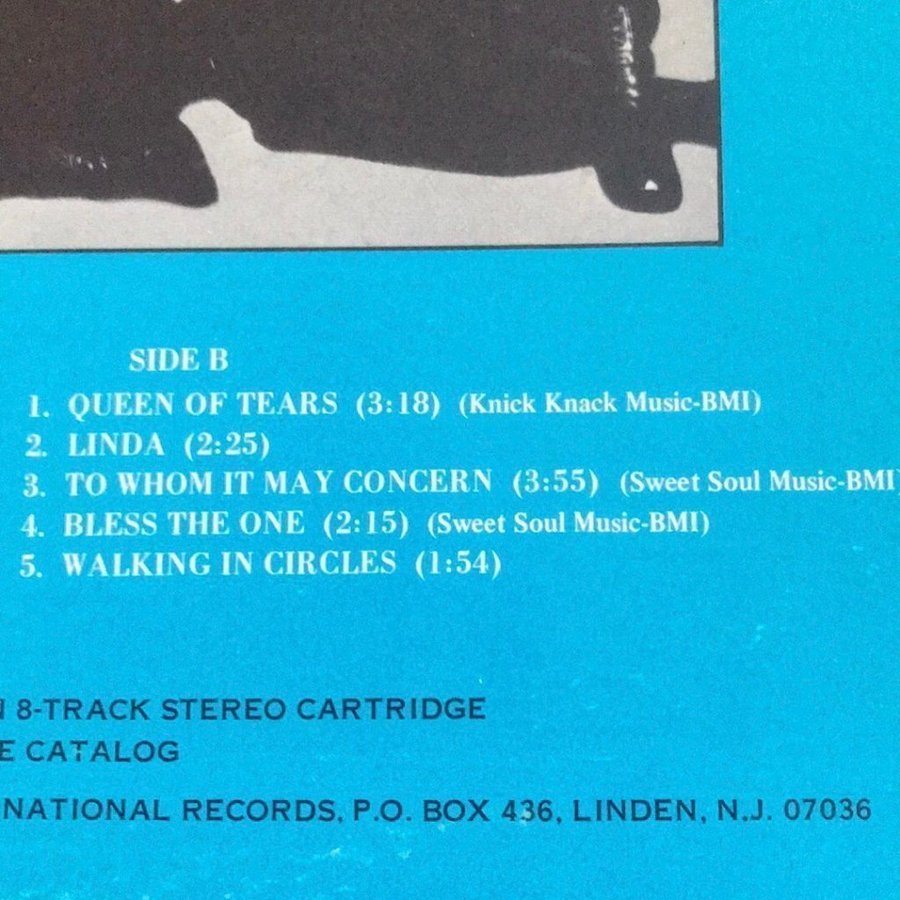 SIDE B
1. QUEEN OF TEARS (3:18) (Knick Knack Music-BMI)
2. LINDA (2:25)
3. TO WHOM IT MAY CONCERN (3:55) (Sweet Soul Music-BMI)
4. BLESS THE ONE (2:15) (Sweet Soul Music-BMI)
5. WALKING IN CIRCLES (1:54)
8-TRACK STEREO CARTRIDGE
CATALOG
NATIONAL RECORDS, P.O. BOX 436, LINDEN, N.J. 07036